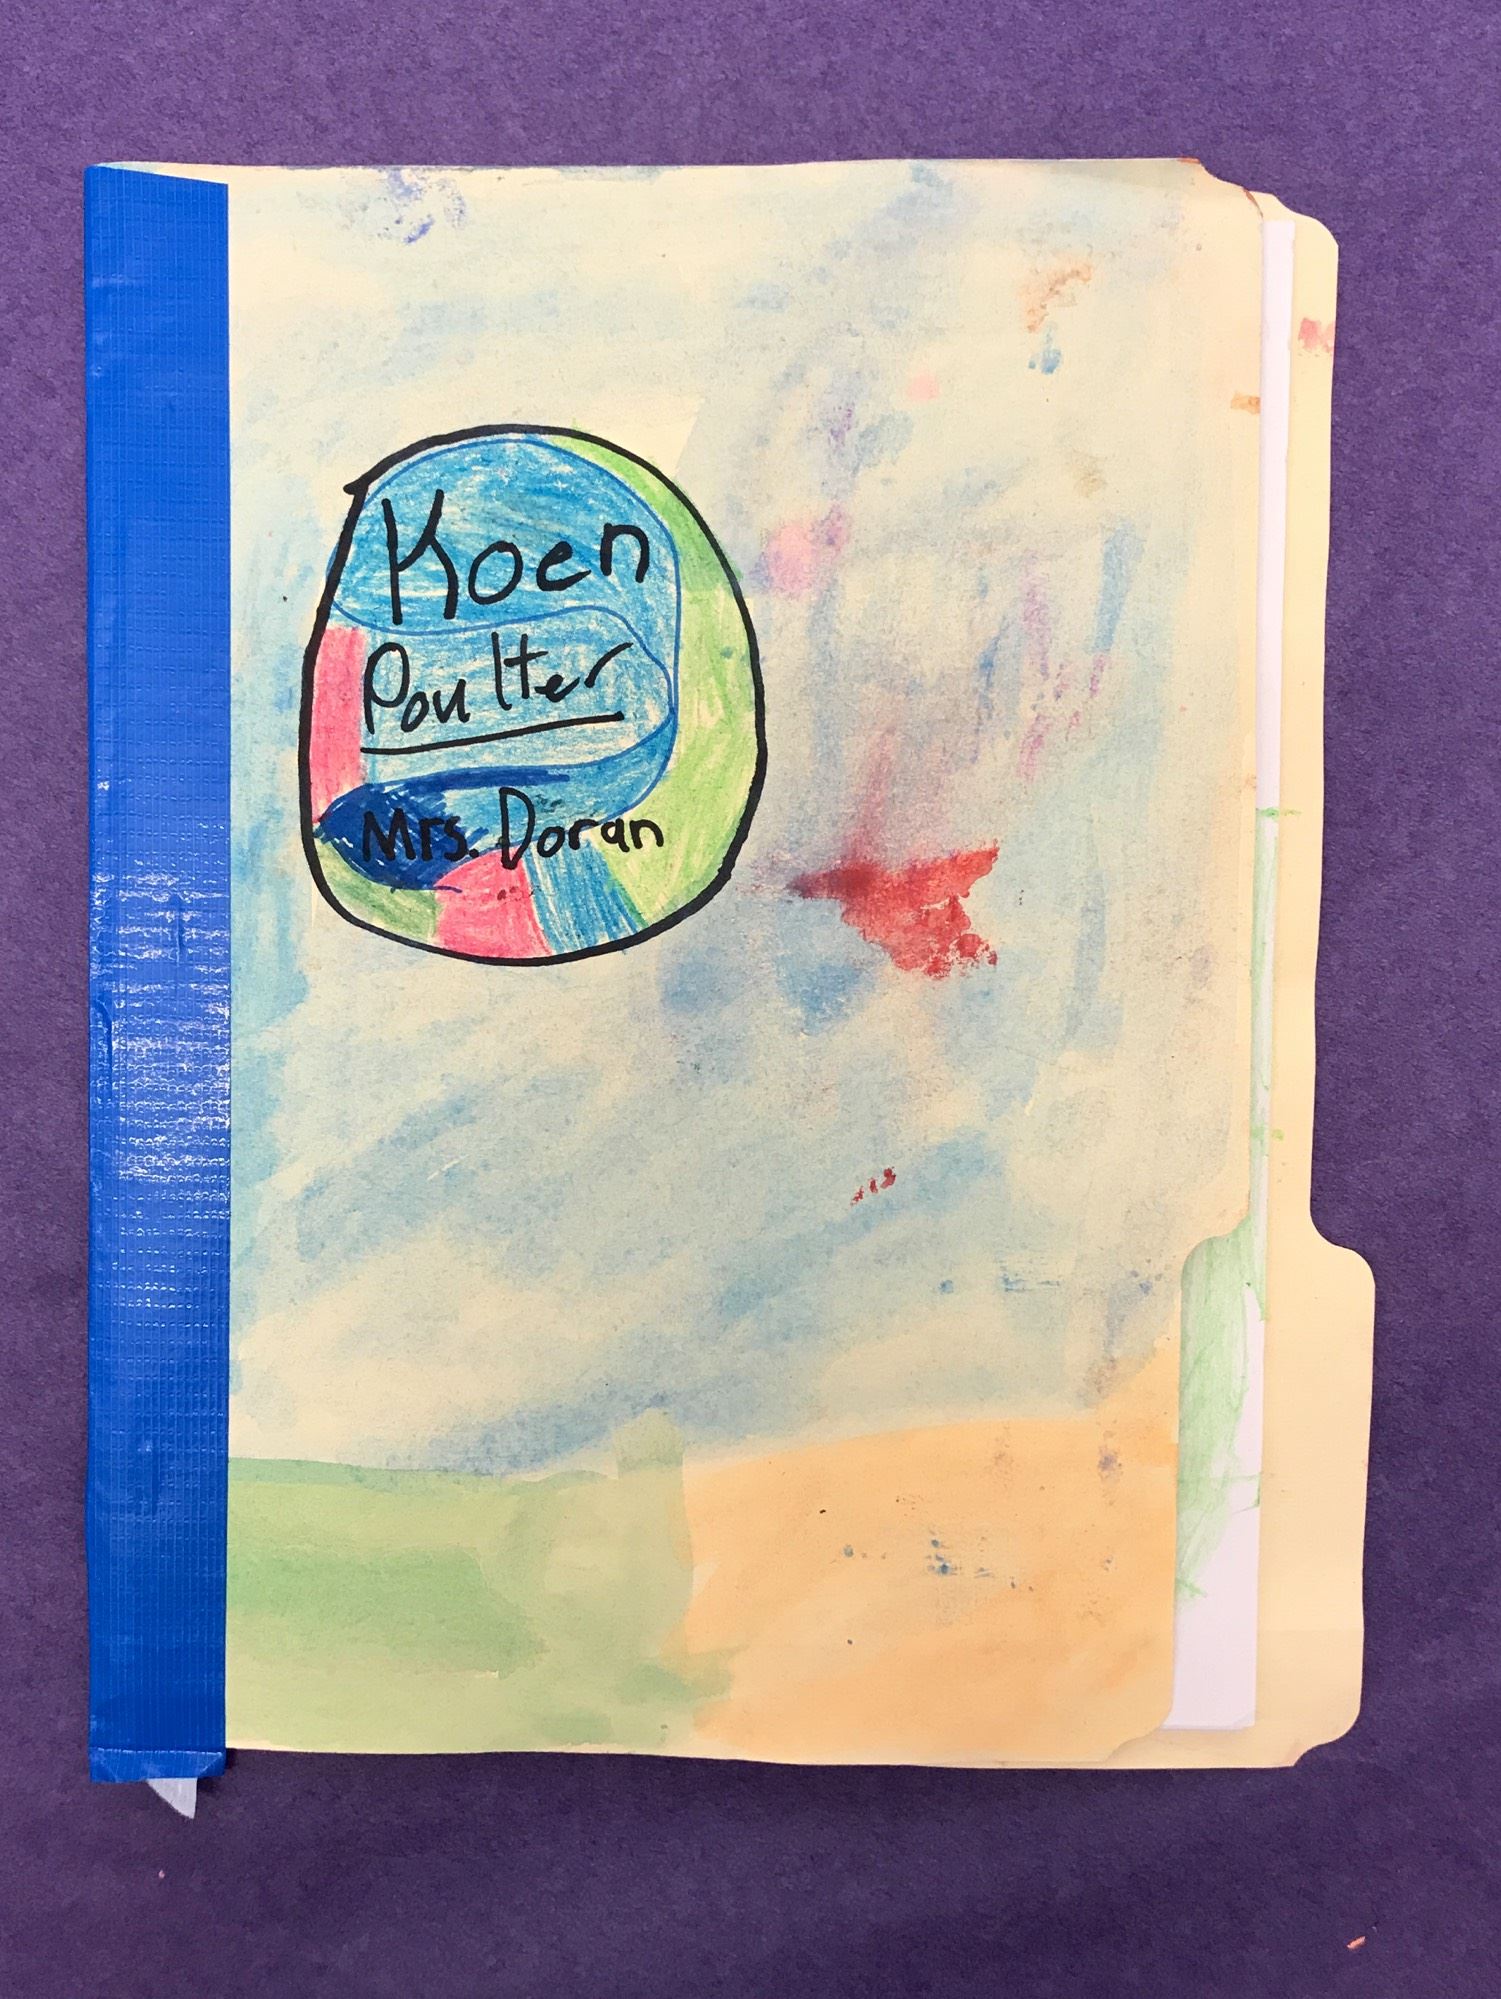 Koen
Poulter
Mrs. Doran